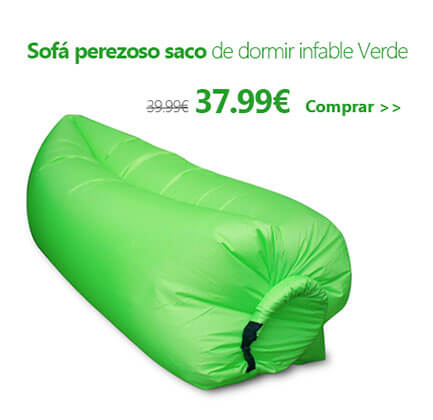 Sofá perezoso saco de dormir infable Verde
39.99€ 37.99€ Comprar >>